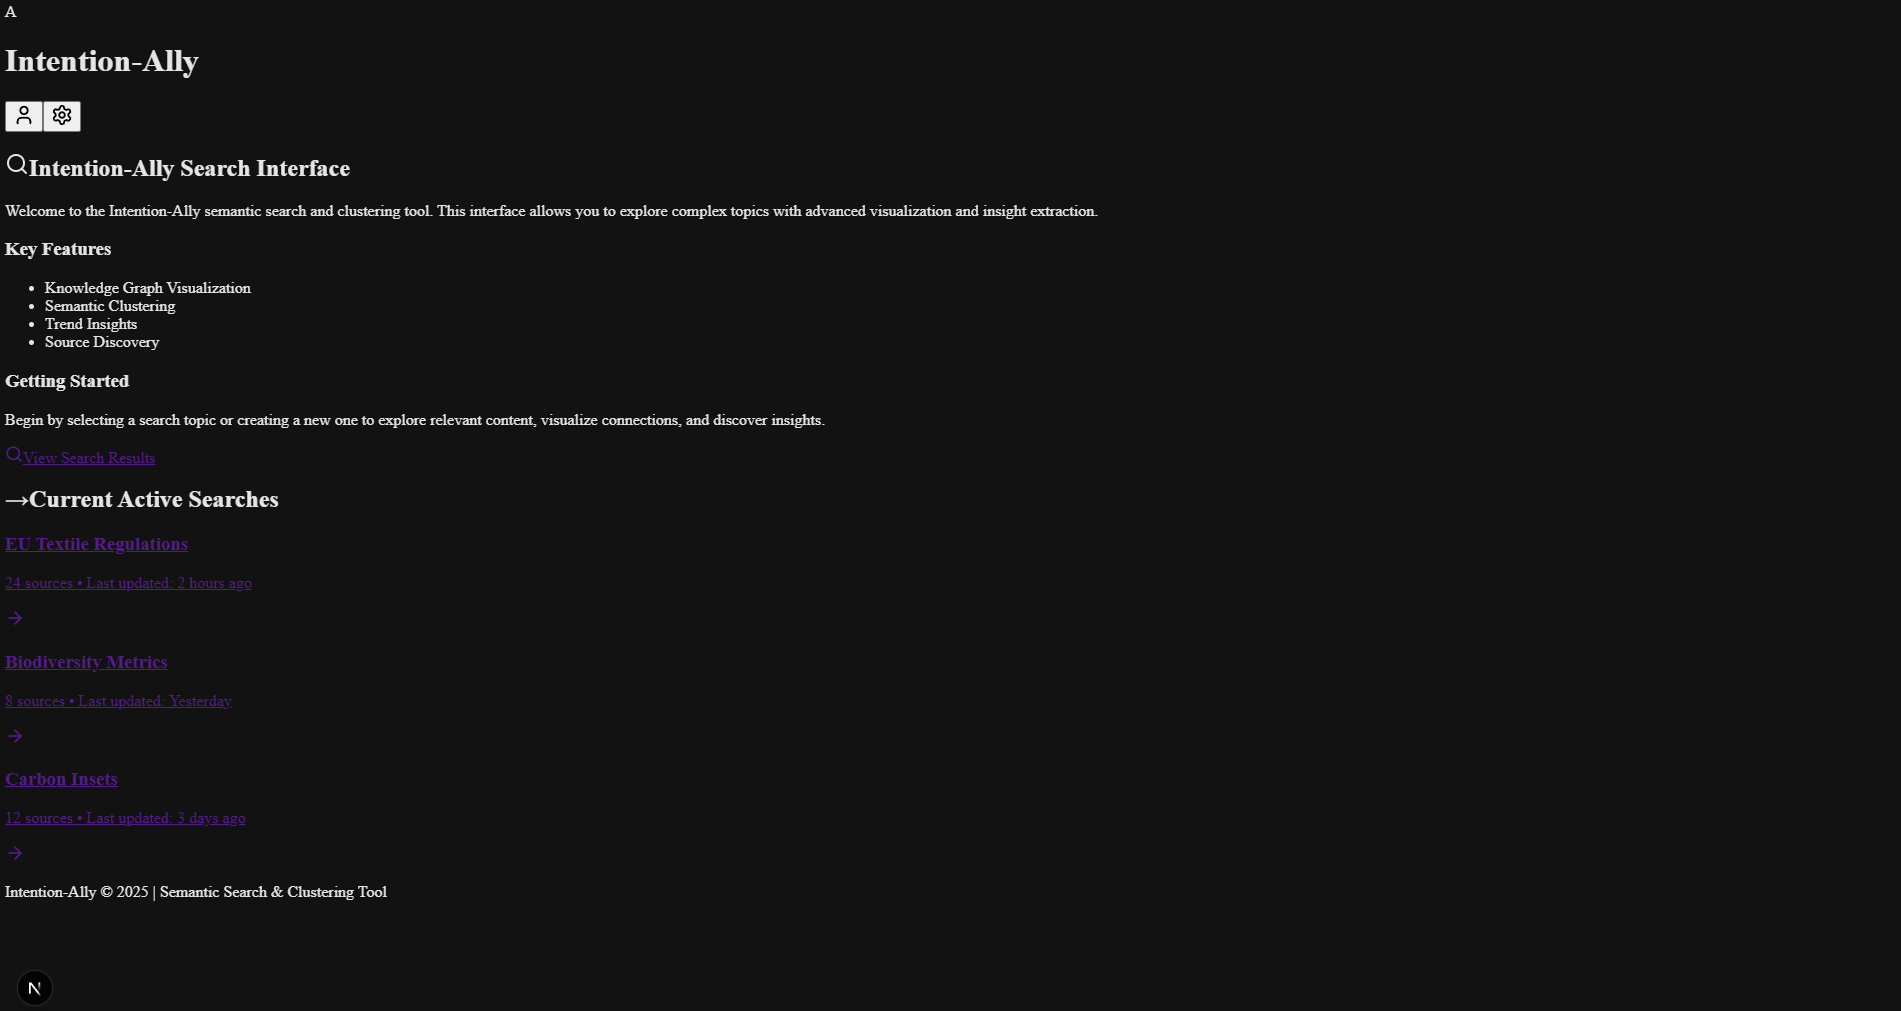 A
Intention-Ally
Intention-Ally Search Interface
Welcome to the Intention-Ally semantic search and clustering tool. This interface allows you to explore complex topics with advanced visualization and insight extraction.
Key Features
• Knowledge Graph Visualization
• Semantic Clustering
• Trend Insights
• Source Discovery
Getting Started
Begin by selecting a search topic or creating a new one to explore relevant content, visualize connections, and discover insights.
View Search Results
→Current Active Searches
EU Textile Regulations
24 sources • Last updated: 2 hours ago
Biodiversity Metrics
8 sources • Last updated: Yesterday
Carbon Insets
12 sources • Last updated: 3 days ago
Intention-Ally © 2025 | Semantic Search & Clustering Tool
N